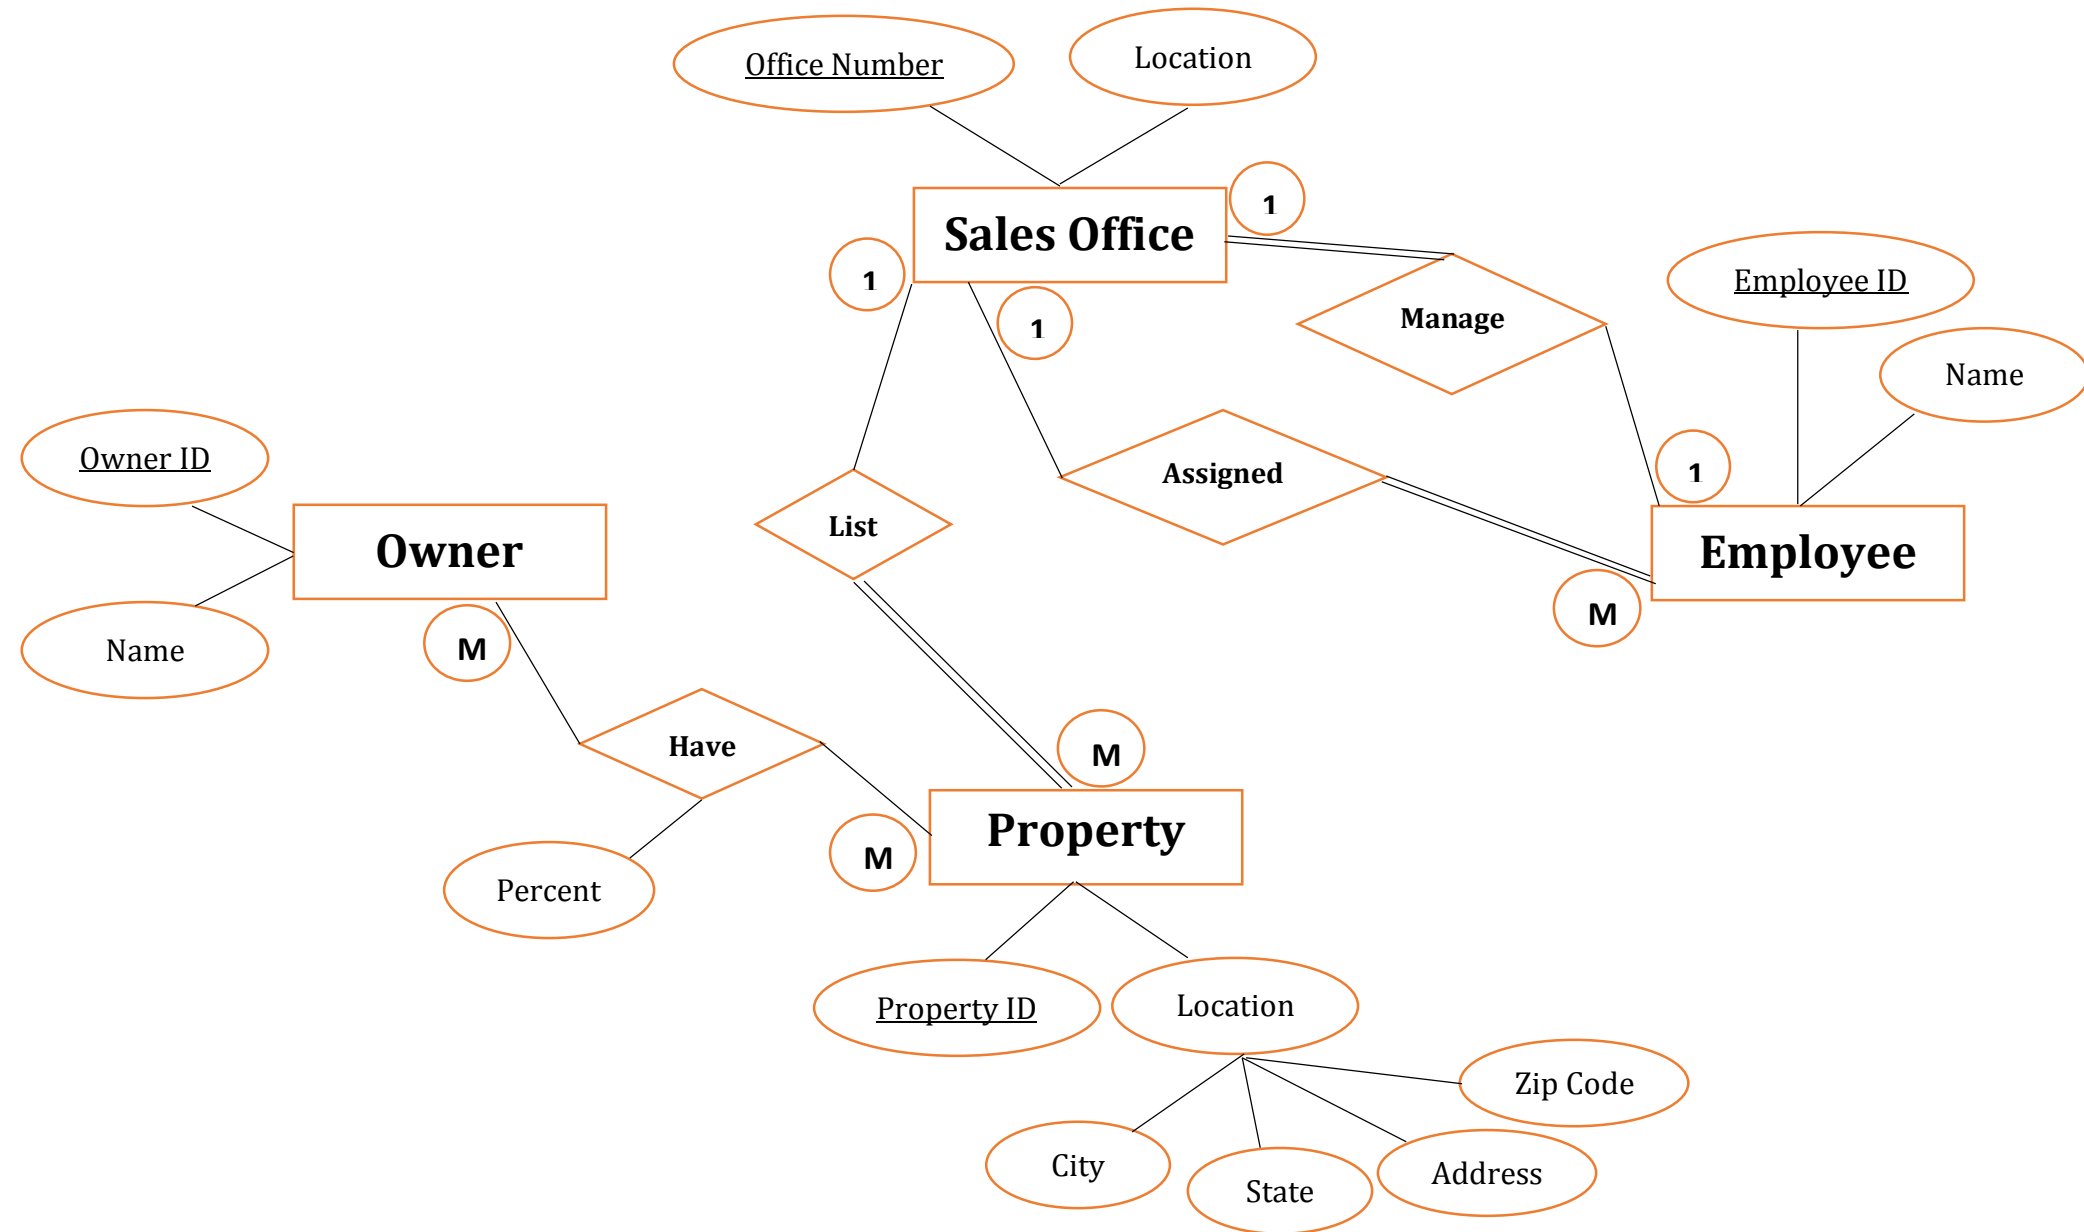 Office Number
Location
Sales Office
1
1
1
Manage
Employee ID
Name
Owner ID
Assigned
1
List
Owner
Employee
Name
M
M
Have
M
Property
M
Percent
Property ID
Location
Zip Code
City
State
Address